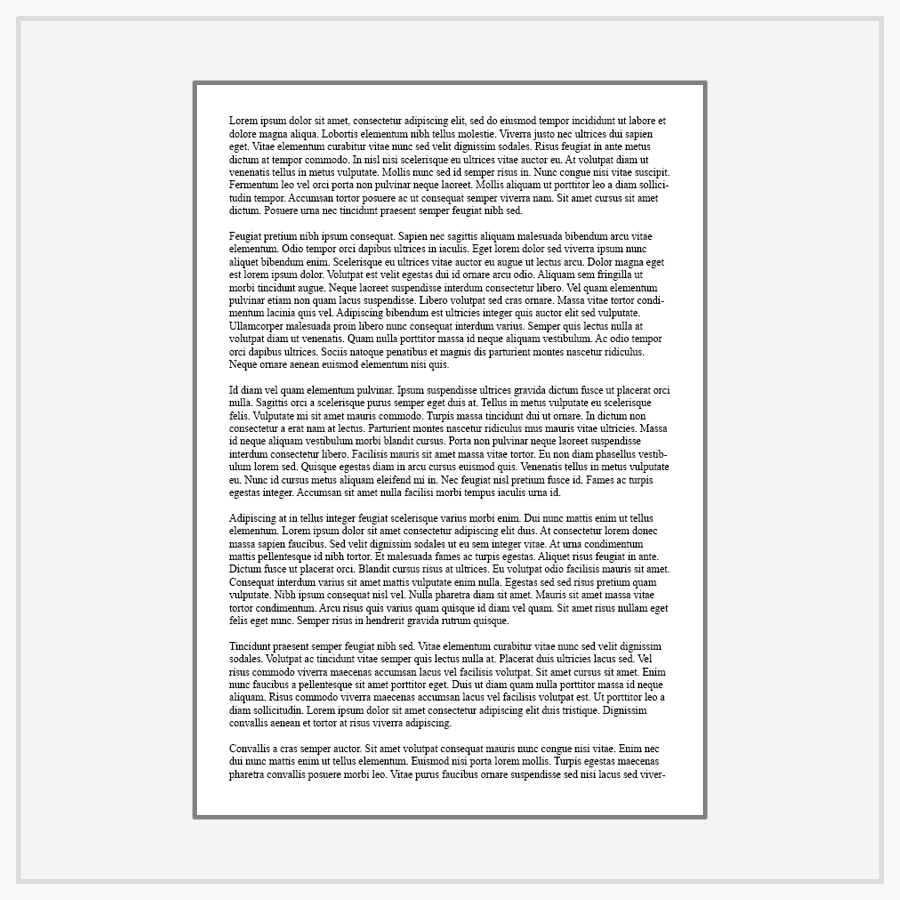 Lorem ipsum dolor sit amet, consectetur adipiscing elit, sed do eiusmod tempor incididunt ut labore et
dolore magna aliqua. Lobortis elementum nibh tellus molestie. Viverra justo nec ultrices dui sapien
eget. Vitae elementum curabitur vitae nunc sed velit dignissim sodales. Risus feugiat in ante metus
dictum at tempor commodo. In nisl nisi scelerisque eu ultrices vitae auctor eu. At volutpat diam ut
venenatis tellus in metus vulputate. Mollis nunc sed id semper risus in. Nunc congue nisi vitae suscipit.
Fermentum leo vel orci porta non pulvinar neque laoreet. Mollis aliquam ut porttitor leo a diam sollici-
tudin tempor. Accumsan tortor posuere ac ut consequat semper viverra nam. Sit amet cursus sit amet
dictum. Posuere urna nec tincidunt praesent semper feugiat nibh sed.
Feugiat pretium nibh ipsum consequat. Sapien nec sagittis aliquam malesuada bibendum arcu vitae
elementum. Odio tempor orci dapibus ultrices in iaculis. Eget lorem dolor sed viverra ipsum nunc
aliquet bibendum enim. Scelerisque eu ultrices vitae auctor eu augue ut lectus arcu. Dolor magna eget
est lorem ipsum dolor. Volutpat est velit egestas dui id ornare arcu odio. Aliquam sem fringilla ut
morbi tincidunt augue. Neque laoreet suspendisse interdum consectetur libero. Vel quam elementum
pulvinar etiam non quam lacus suspendisse. Libero volutpat sed cras ornare. Massa vitae tortor condi-
mentum lacinia quis vel. Adipiscing bibendum est ultricies integer quis auctor elit sed vulputate.
Ullamcorper malesuada proin libero nunc consequat interdum varius. Semper quis lectus nulla at
volutpat diam ut venenatis. Quam nulla porttitor massa id neque aliquam vestibulum. Ac odio tempor
orci dapibus ultrices. Sociis natoque penatibus et magnis dis parturient montes nascetur ridiculus.
Neque ornare aenean euismod elementum nisi quis.
Id diam vel quam elementum pulvinar. Ipsum suspendisse ultrices gravida dictum fusce ut placerat orci
nulla. Sagittis orci a scelerisque purus semper eget duis at. Tellus in metus vulputate eu scelerisque
felis. Vulputate mi sit amet mauris commodo. Turpis massa tincidunt dui ut ornare. In dictum non
consectetur a erat nam at lectus. Parturient montes nascetur ridiculus mus mauris vitae ultricies. Massa
id neque aliquam vestibulum morbi blandit cursus. Porta non pulvinar neque laoreet suspendisse
interdum consectetur libero. Facilisis mauris sit amet massa vitae tortor. Eu non diam phasellus vestib-
ulum lorem sed. Quisque egestas diam in arcu cursus euismod quis. Venenatis tellus in metus vulputate
eu. Nunc id cursus metus aliquam eleifend mi in. Nec feugiat nisl pretium fusce id. Fames ac turpis
egestas integer. Accumsan sit amet nulla facilisi morbi tempus iaculis urna id.
Adipiscing at in tellus integer feugiat scelerisque varius morbi enim. Dui nunc mattis enim ut tellus
elementum. Lorem ipsum dolor sit amet consectetur adipiscing elit duis. At consectetur lorem donec
massa sapien faucibus. Sed velit dignissim sodales ut eu sem integer vitae. At urna condimentum
mattis pellentesque id nibh tortor. Et malesuada fames ac turpis egestas. Aliquet risus feugiat in ante.
Dictum fusce ut placerat orci. Blandit cursus risus at ultrices. Eu volutpat odio facilisis mauris sit amet.
Consequat interdum varius sit amet mattis vulputate enim nulla. Egestas sed sed risus pretium quam
vulputate. Nibh ipsum consequat nisl vel. Nulla pharetra diam sit amet. Mauris sit amet massa vitae
tortor condimentum. Arcu risus quis varius quam quisque id diam vel quam. Sit amet risus nullam eget
felis eget nunc. Semper risus in hendrerit gravida rutrum quisque.
Tincidunt praesent semper feugiat nibh sed. Vitae elementum curabitur vitae nunc sed velit dignissim
sodales. Volutpat ac tincidunt vitae semper quis lectus nulla at. Placerat duis ultricies lacus sed. Vel
risus commodo viverra maecenas accumsan lacus vel facilisis volutpat. Sit amet cursus sit amet. Enim
nunc faucibus a pellentesque sit amet porttitor eget. Duis ut diam quam nulla porttitor massa id neque
aliquam. Risus commodo viverra maecenas accumsan lacus vel facilisis volutpat est. Ut porttitor leo a
diam sollicitudin. Lorem ipsum dolor sit amet consectetur adipiscing elit duis tristique. Dignissim
convallis aenean et tortor at risus viverra adipiscing.
Convallis a cras semper auctor. Sit amet volutpat consequat mauris nunc congue nisi vitae. Enim nec
dui nunc mattis enim ut tellus elementum. Euismod nisi porta lorem mollis. Turpis egestas maecenas
pharetra convallis posuere morbi leo. Vitae purus faucibus ornare suspendisse sed nisi lacus sed viver-